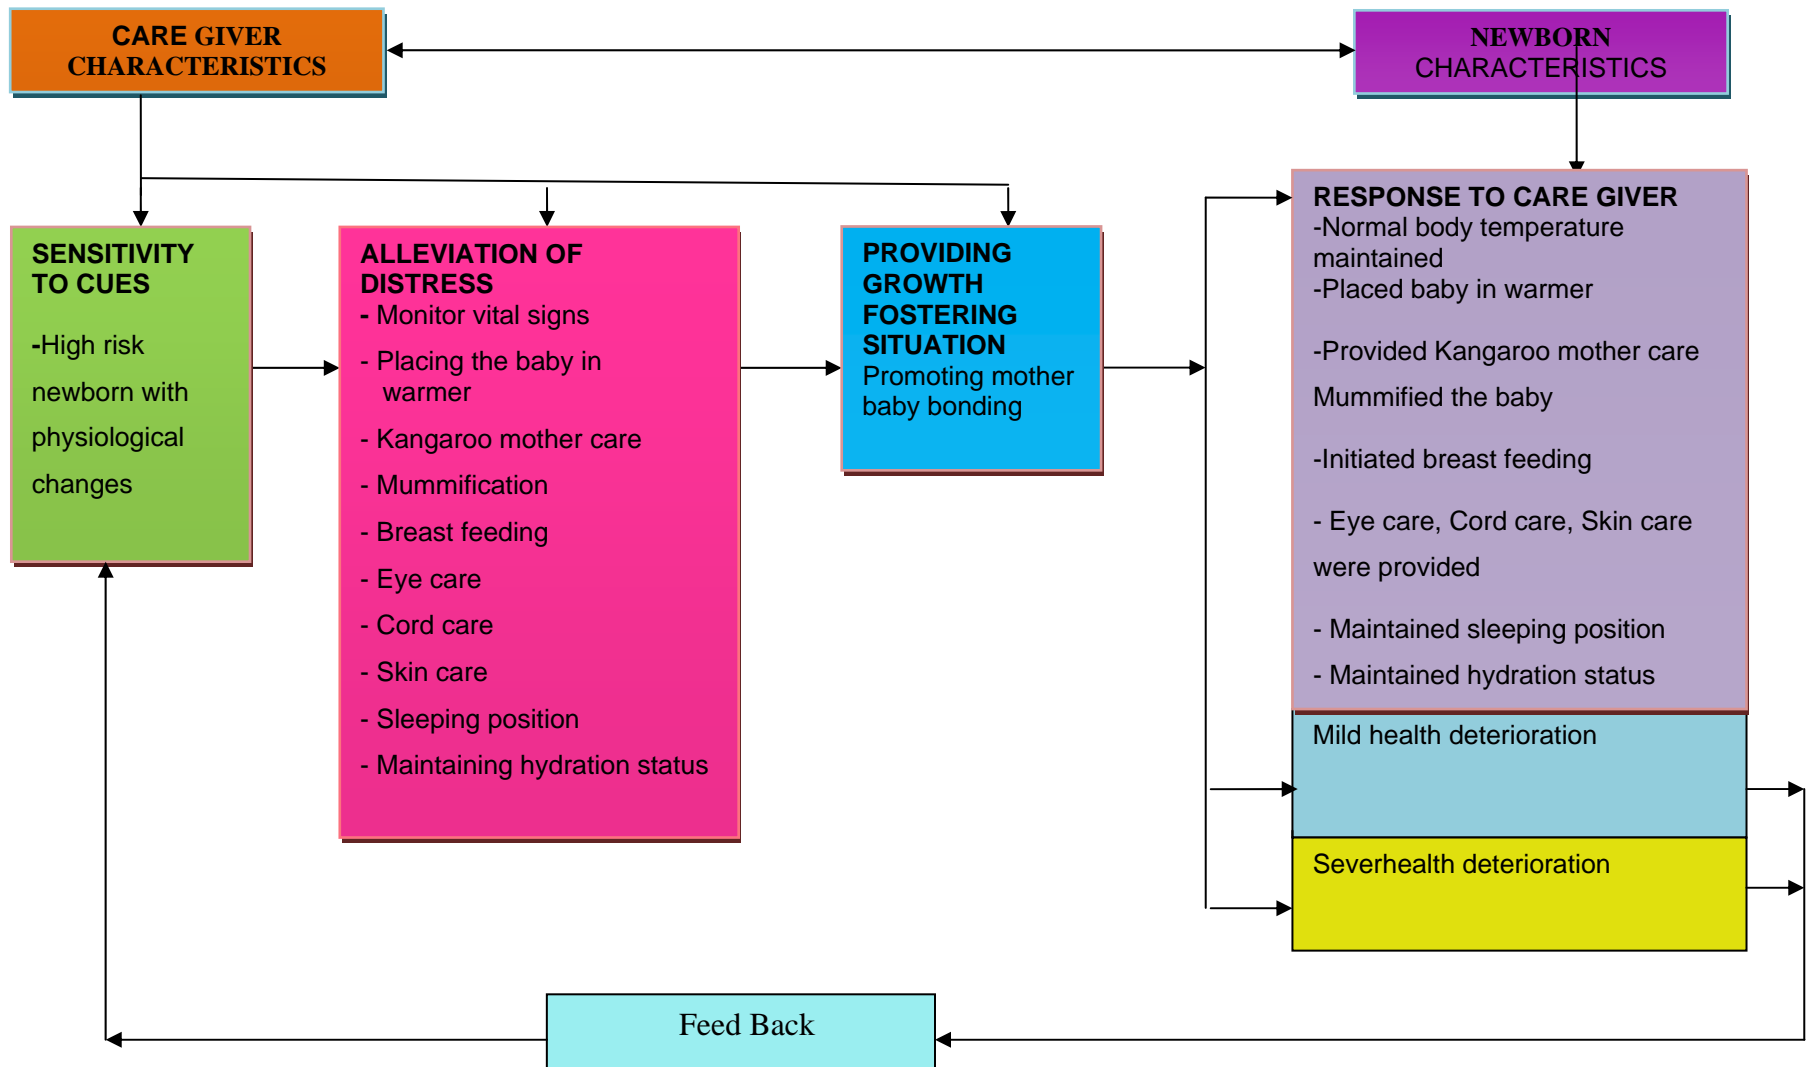 CARE GIVER
CHARACTERISTICS
NEWBORN
CHARACTERISTICS
SENSITIVITY
TO CUES
-High risk
newborn with
physiological
changes
ALLEVIATION OF
DISTRESS
- Monitor vital signs
- Placing the baby in
warmer
- Kangaroo mother care
- Mummification
- Breast feeding
- Eye care
- Cord care
- Skin care
- Sleeping position
- Maintaining hydration status
PROVIDING
GROWTH
FOSTERING
SITUATION
Promoting mother
baby bonding
RESPONSE TO CARE GIVER
-Normal body temperature
maintained
-Placed baby in warmer
-Provided Kangaroo mother care
Mummified the baby
-Initiated breast feeding
- Eye care, Cord care, Skin care
were provided
- Maintained sleeping position
- Maintained hydration status
Mild health deterioration
Severhealth deterioration
Feed Back